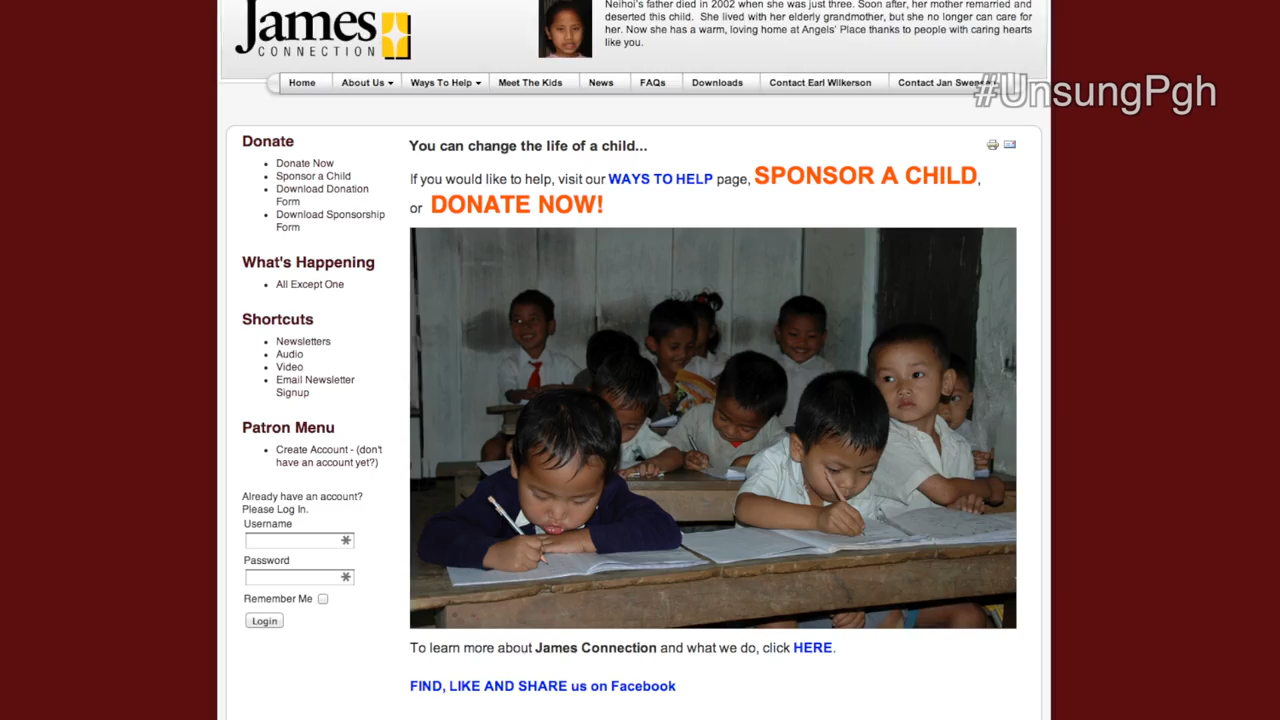 James
CONNECTION
Neihoi's father died in 2002 when she was just three. Soon after, her mother remarried and
deserted this child. She lived with her elderly grandmother, but she no longer can care for
her. Now she has a warm, loving home at Angels' Place thanks to people with caring hearts
like you.
Home About Us Ways To Help Meet The Kids News FAQs Downloads Contact Earl Wilkerson Contact Jan
#UnsungPgh
Donate
Donate Now
Sponsor a Child
Download Donation
Form
Download Sponsorship
Form
What's Happening
All Except One
Shortcuts
Newsletters
Audio
Video
Email Newsletter
Signup
Patron Menu
Create Account - (don't
have an account yet?)
Already have an account?
Please Log In.
Username
Password
Remember Me
Login
You can change the life of a child...
If you would like to help, visit our WAYS TO HELP page, SPONSOR A CHILD,
or DONATE NOW!
To learn more about James Connection and what we do, click HERE.
FIND, LIKE AND SHARE us on Facebook